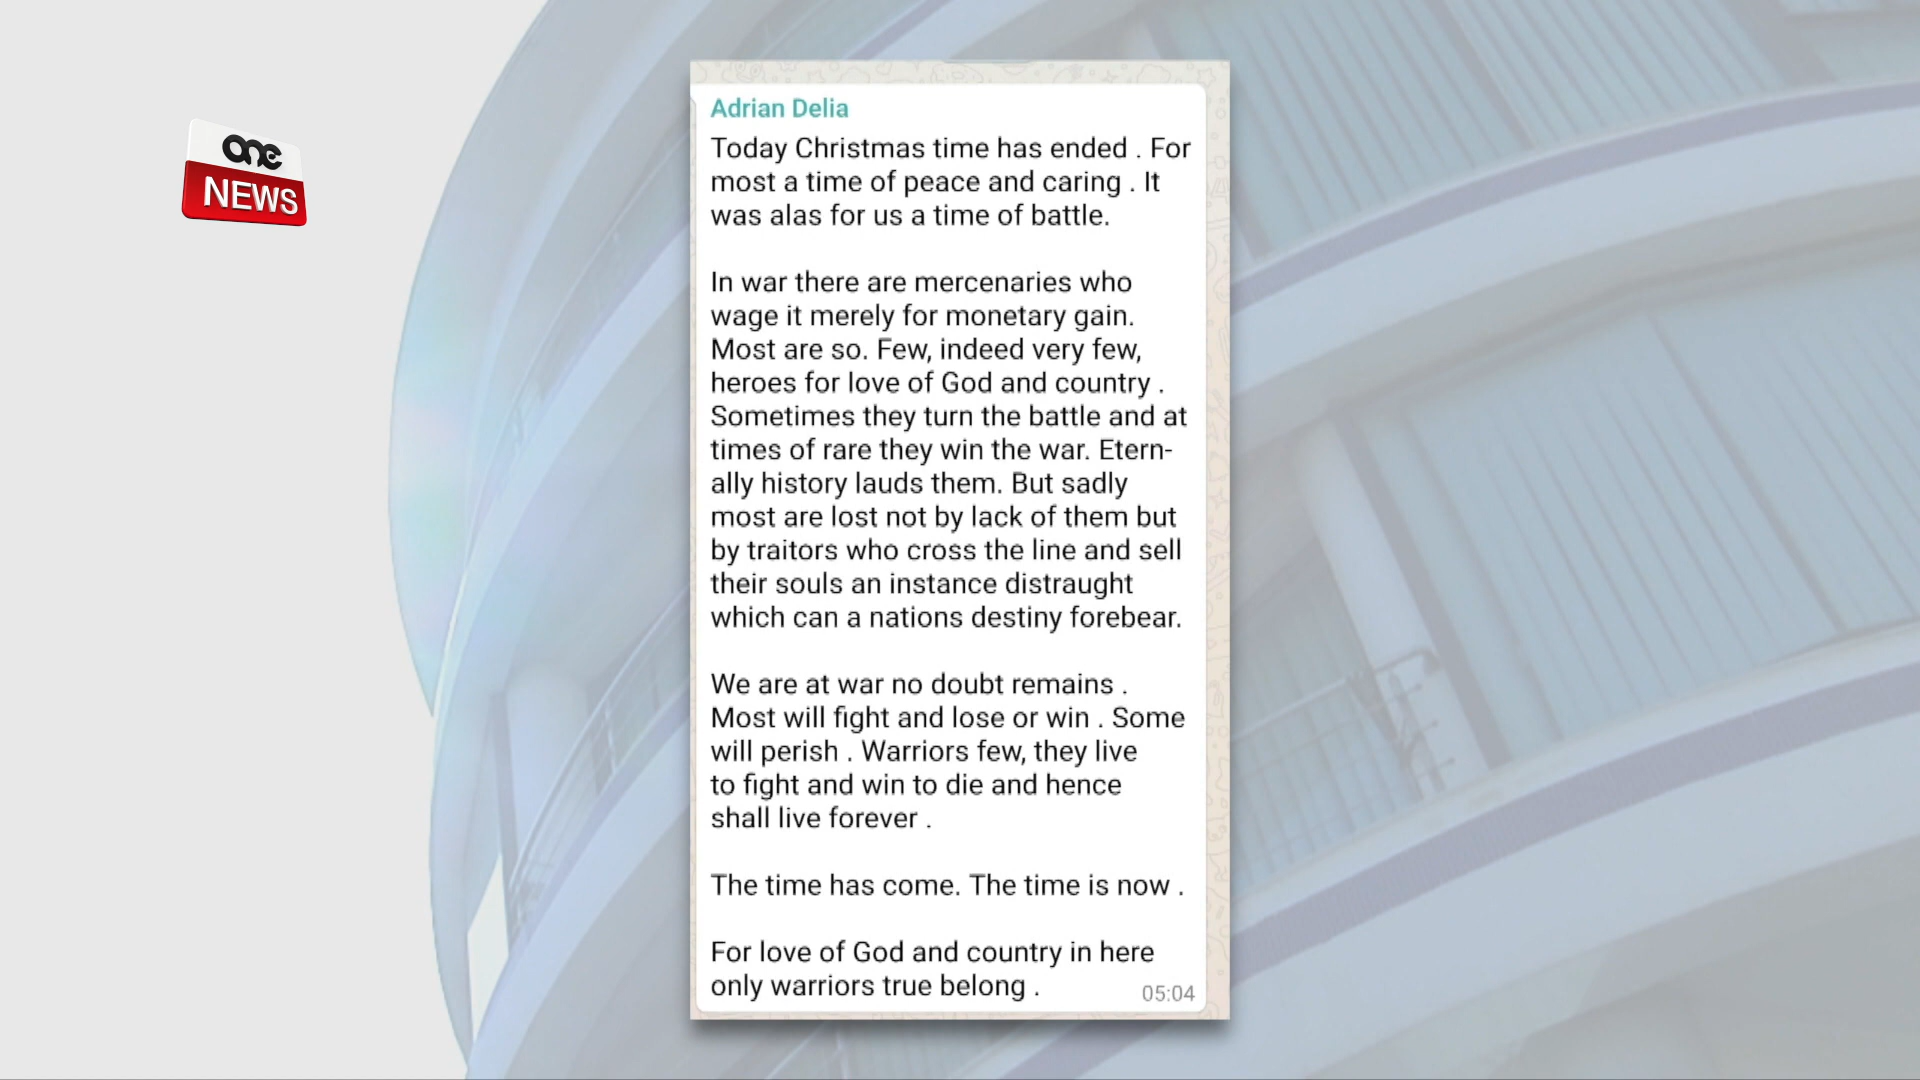 one
NEWS
Adrian Delia
Today Christmas time has ended . For
most a time of peace and caring . It
was alas for us a time of battle.
In war there are mercenaries who
wage it merely for monetary gain.
Most are so. Few, indeed very few,
heroes for love of God and country .
Sometimes they turn the battle and at
times of rare they win the war. Etern-
ally history lauds them. But sadly
most are lost not by lack of them but
by traitors who cross the line and sell
their souls an instance distraught
which can a nations destiny forebear.
We are at war no doubt remains .
Most will fight and lose or win . Some
will perish . Warriors few, they live
to fight and win to die and hence
shall live forever .
The time has come. The time is now .
For love of God and country in here
only warriors true belong .
05:04